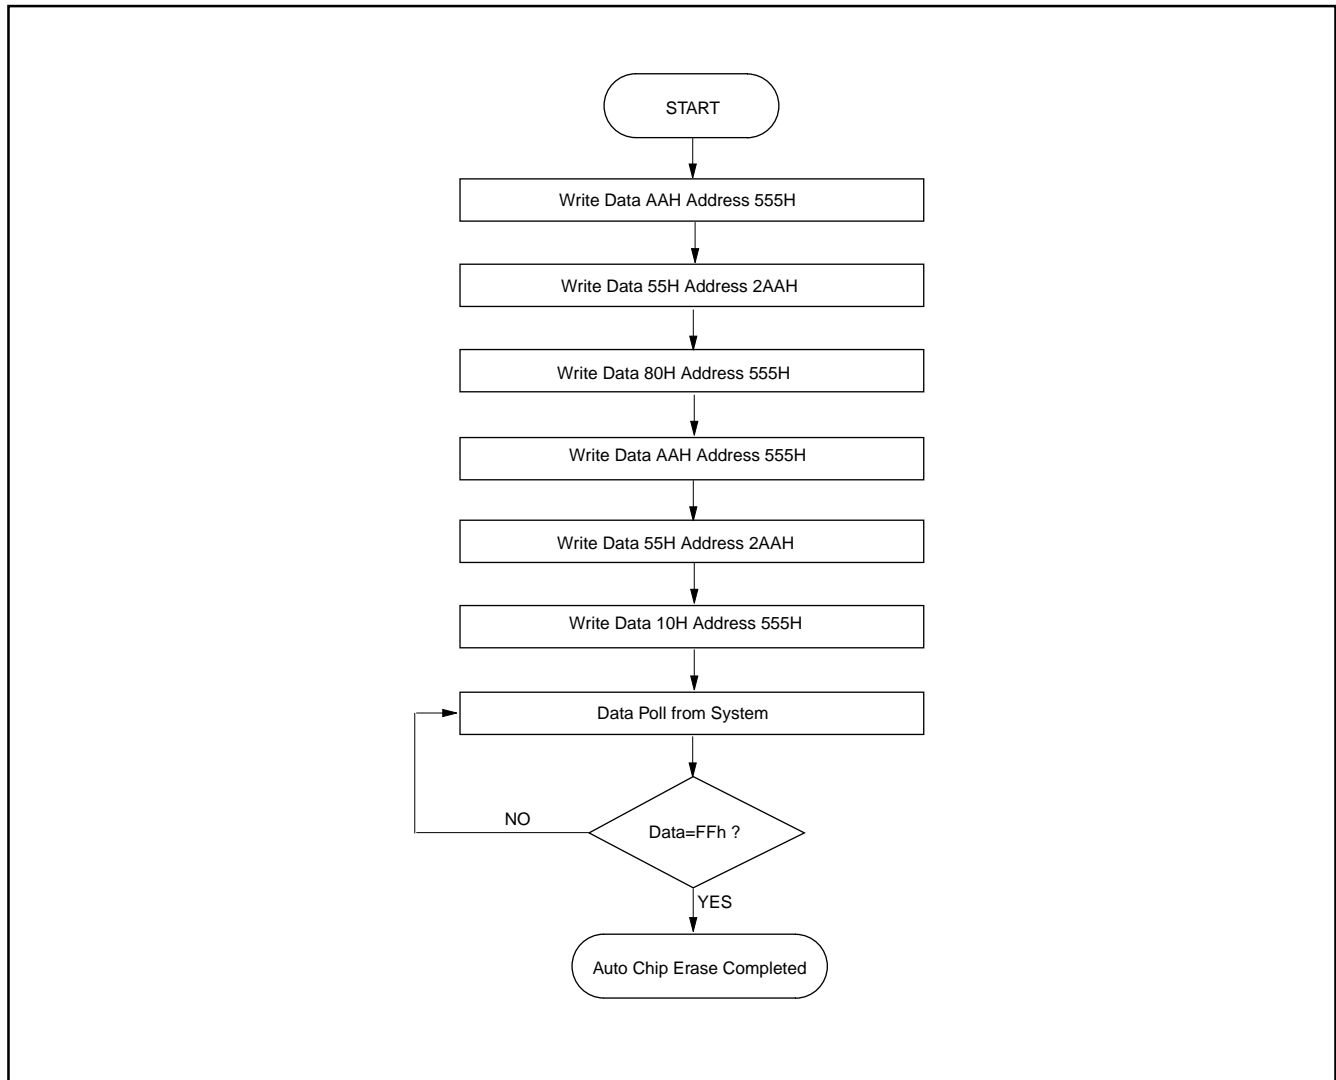 START
Write Data AAH Address 555H
Write Data 55H Address 2AAH
Write Data 80H Address 555H
Write Data AAH Address 555H
Write Data 55H Address 2AAH
Write Data 10H Address 555H
Data Poll from System
NO
Data=FFh ?
YES
Auto Chip Erase Completed